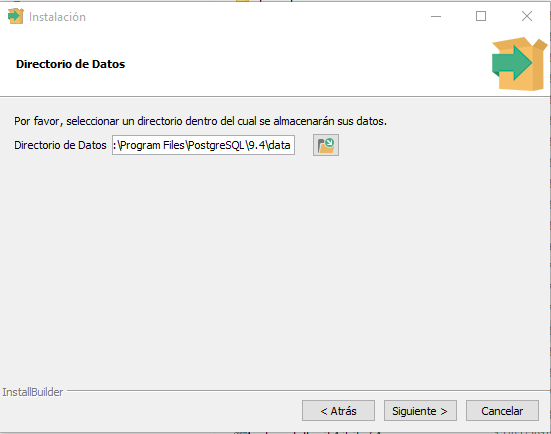 Instalación
Directorio de Datos
Por favor, seleccionar un directorio dentro del cual se almacenarán sus datos.
Directorio de Datos :\Program Files\PostgreSQL\9.4\data
InstallBuilder
< Atrás Siguiente > Cancelar